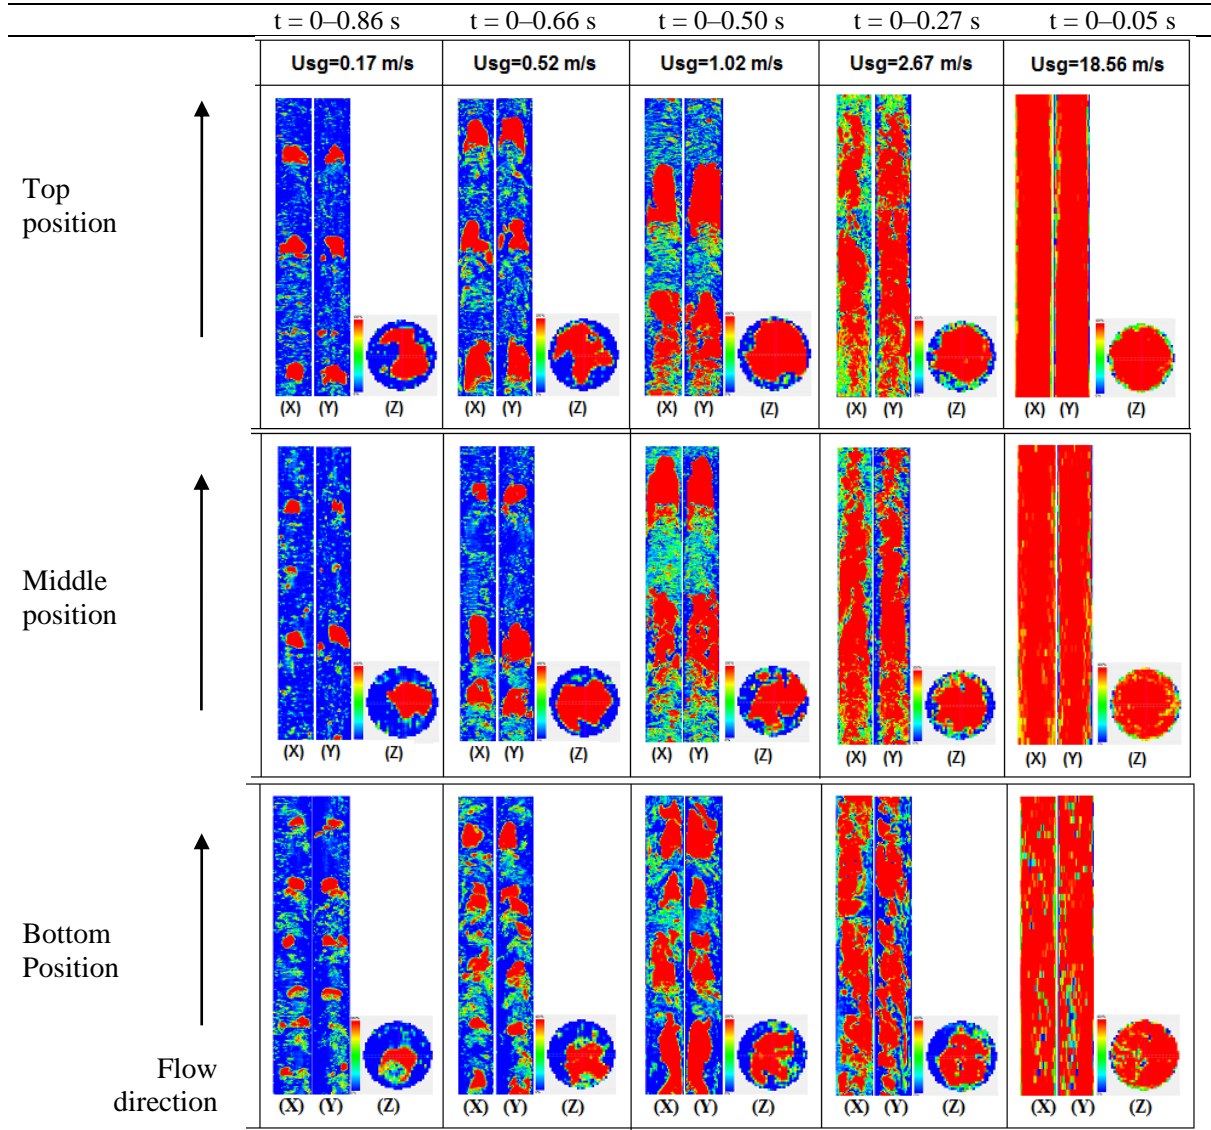 t = 0–0.86 s t = 0–0.66 s t = 0–0.50 s t = 0–0.27 s t = 0–0.05 s
Usg=0.17 m/s Usg=0.52 m/s Usg=1.02 m/s Usg=2.67 m/s Usg=18.56 m/s
Top
position
(X) (Y) (Z) (X) (Y) (Z) (X) (Y) (Z) (X) (Y) (Z) (X) (Y) (Z)
Middle
position
(X) (Y) (Z) (X) (Y) (Z) (X) (Y) (Z) (X) (Y) (Z) (X) (Y) (Z)
Bottom
Position
Flow
direction
(X) (Y) (Z) (X) (Y) (Z) (X) (Y) (Z) (X) (Y) (Z) (X) (Y) (Z)